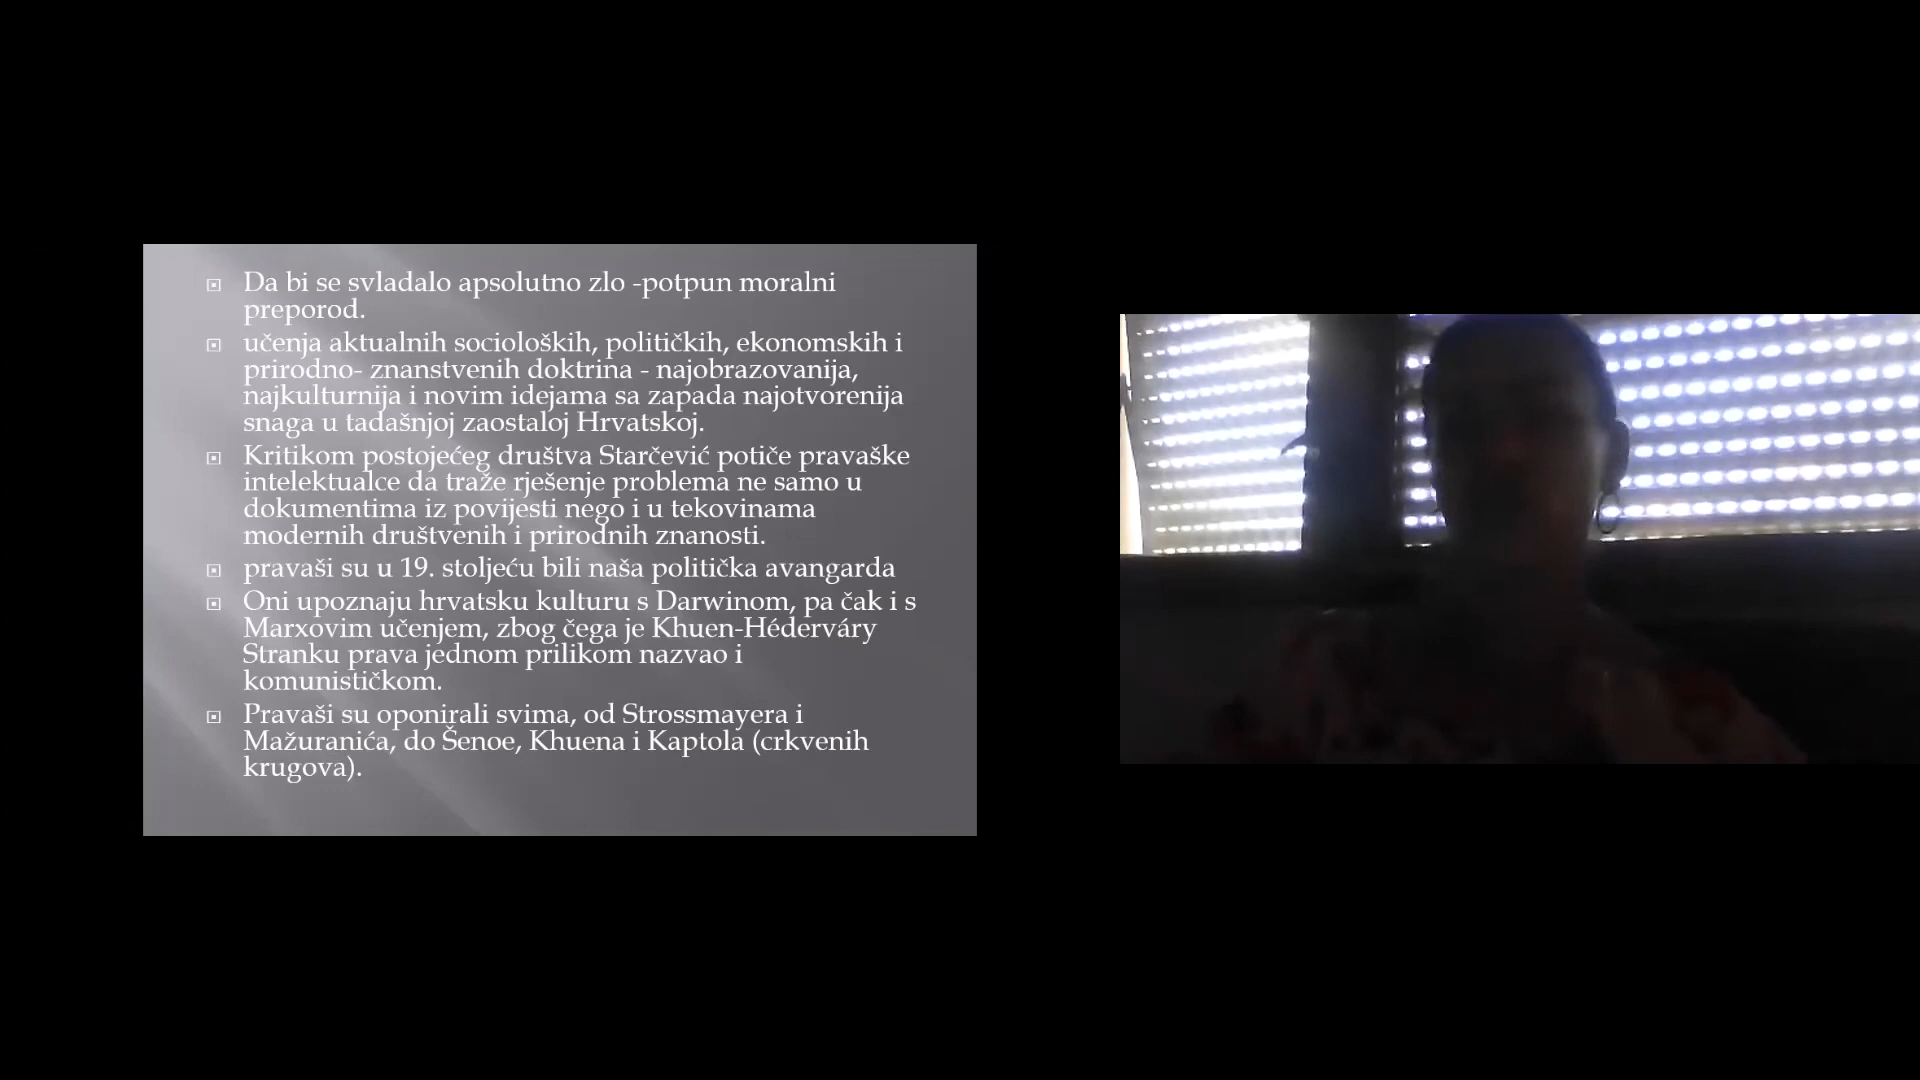 Da bi se svladalo apsolutno zlo -potpun moralni
preporod.
učenja aktualnih socioloških, političkih, ekonomskih i
prirodno- znanstvenih doktrina - najobrazovanija,
najkulturnija i novim idejama sa zapada najotvorenija
snaga u tadašnjoj zaostaloj Hrvatskoj.
Kritikom postojećeg društva Starčević potiče pravaške
intelektualce da traže rješenje problema ne samo u
dokumentima iz povijesti nego i u tekovinama
modernih društvenih i prirodnih znanosti.
pravaši su u 19. stoljeću bili naša politička avangarda
Oni upoznaju hrvatsku kulturu s Darwinom, pa čak i s
Marxovim učenjem, zbog čega je Khuen-Héderváry
Stranku prava jednom prilikom nazvao i
komunističkom.
Pravaši su oponirali svima, od Strossmayera i
Mažuranića, do Šenoe, Khuena i Kaptola (crkvenih
krugova).